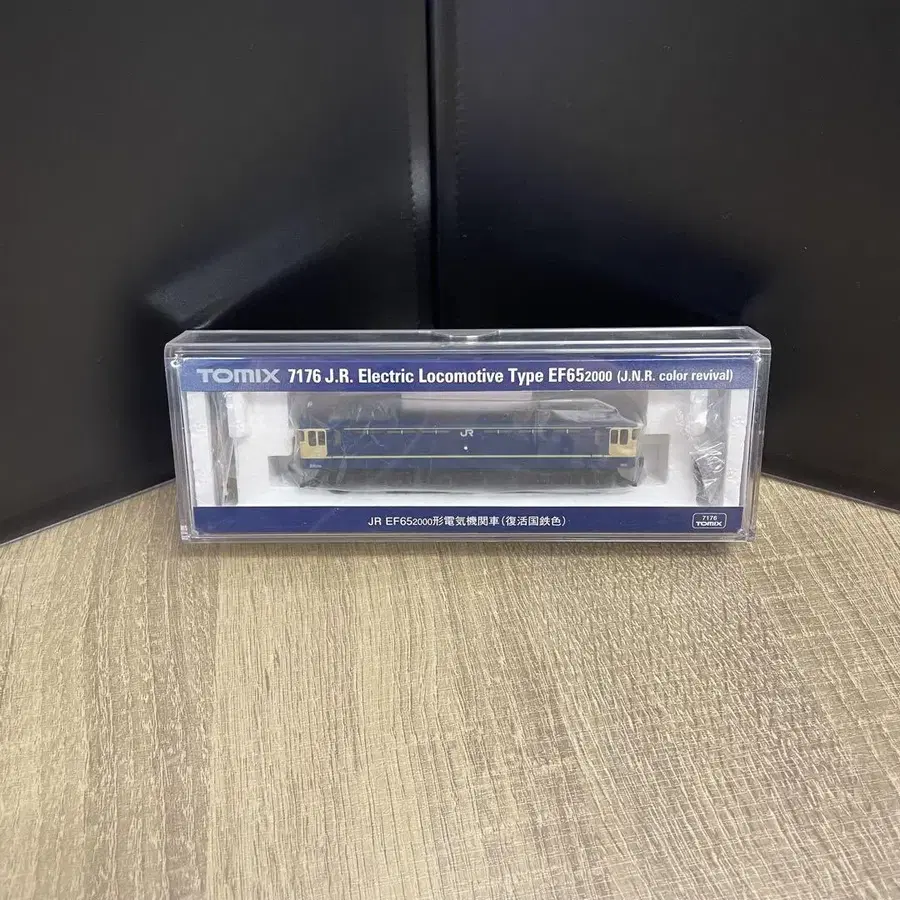 TOMIX 7176 J.R. Electric Locomotive Type EF652000 (J.N.R. color revival)
JR
JR EF652000形電気機関車(復活国鉄色)
7176
TOMIX